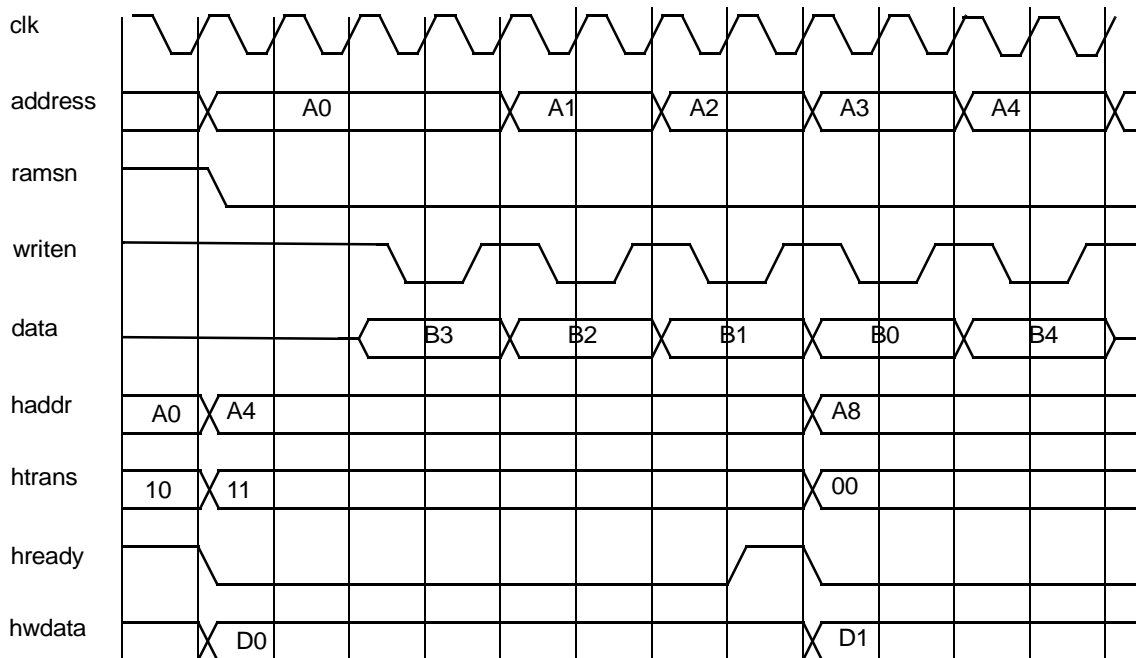 clk
address A0 A1 A2 A3 A4
ramsn
writen
data B3 B2 B1 B0 B4
haddr A0 A4 A8
htrans 10 11 00
hready
hwdata D0 D1